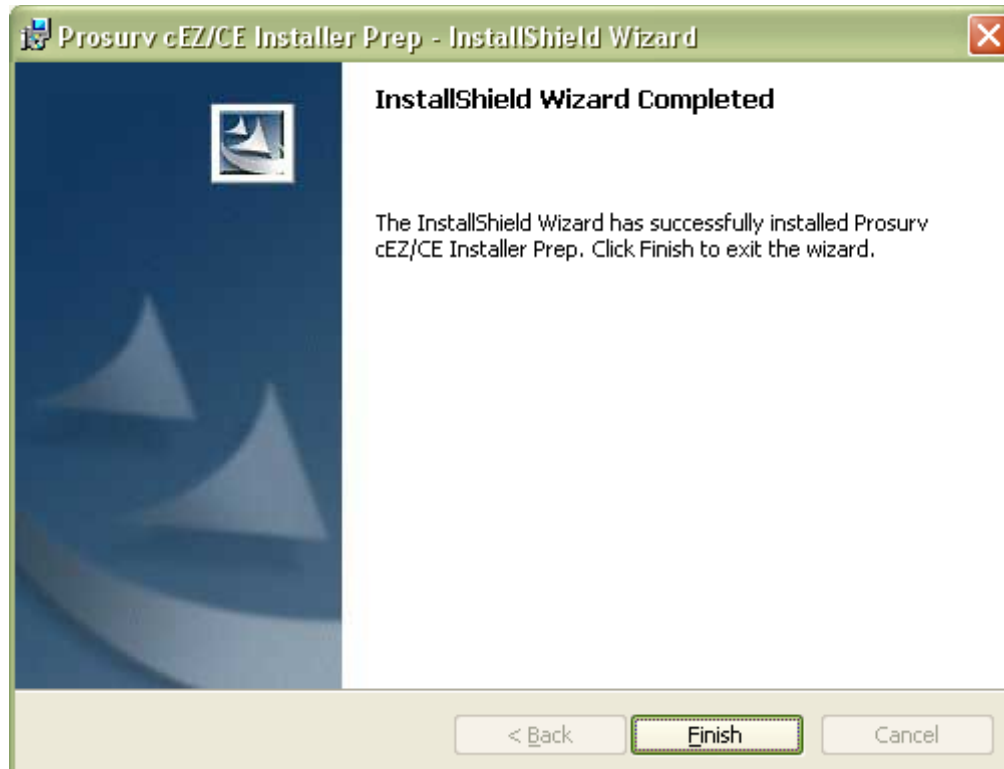 Prosurv cEZ/CE Installer Prep - InstallShield Wizard
InstallShield Wizard Completed
The InstallShield Wizard has successfully installed Prosurv
cEZ/CE Installer Prep. Click Finish to exit the wizard.
< Back
Finish
Cancel